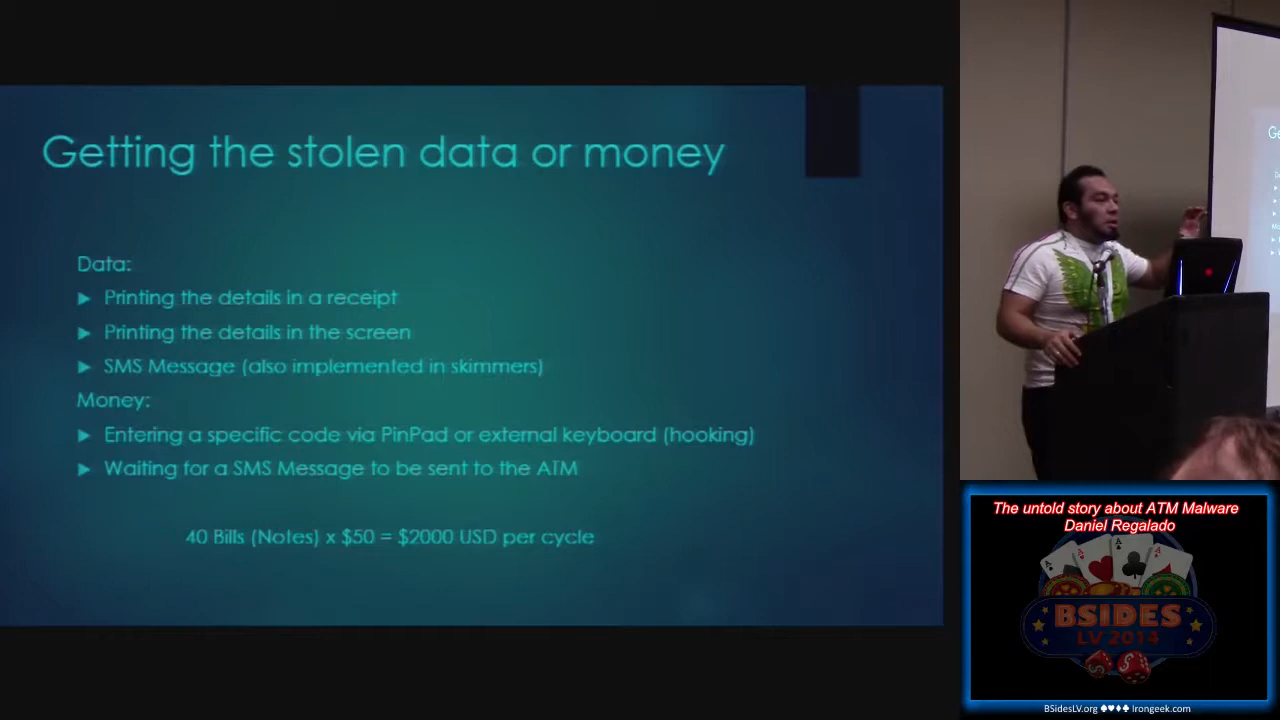 Getting the stolen data or money
Data:
Printing the details in a receipt
Printing the details in the screen
SMS Message (also implemented in skimmers)
Money:
Entering a specific code via PinPad or external keyboard (hooking)
Waiting for a SMS Message to be sent to the ATM
40 Bills (Notes) x $50 = $2000 USD per cycle
The untold story about ATM Malware
Daniel Regalado
BSIDES
LV 2014
BSidesLV.org ♠♥♦♣ Irongeek.com